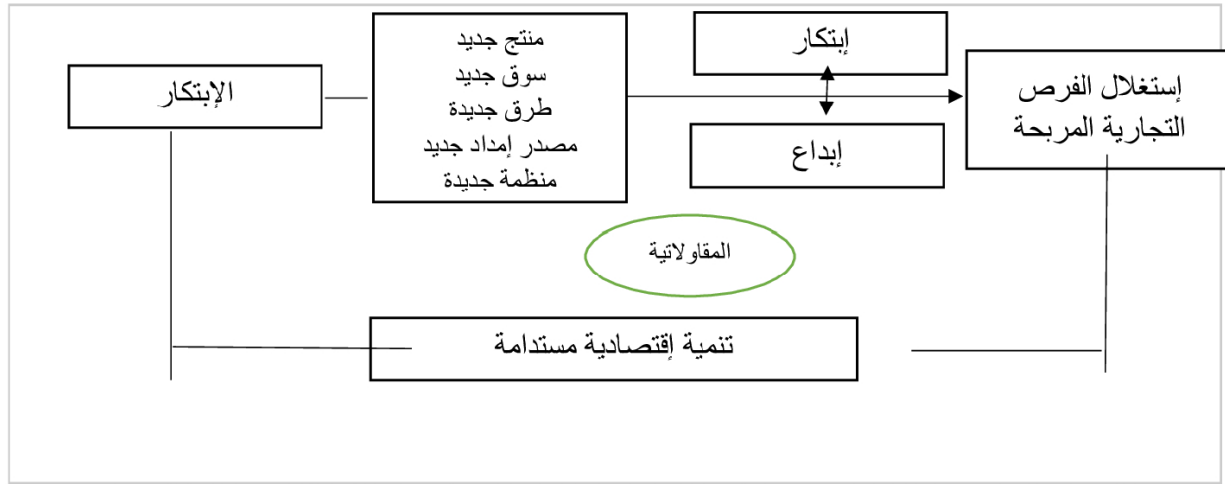 إبتكار
منتج جديد
سوق جديد
طرق جديدة
مصدر إمداد جديد
منظمة جديدة
إستغلال الفرص
التجارية المربحة
الإبتكار
إبداع
المقاولاتية
تنمية إقتصادية مستدامة